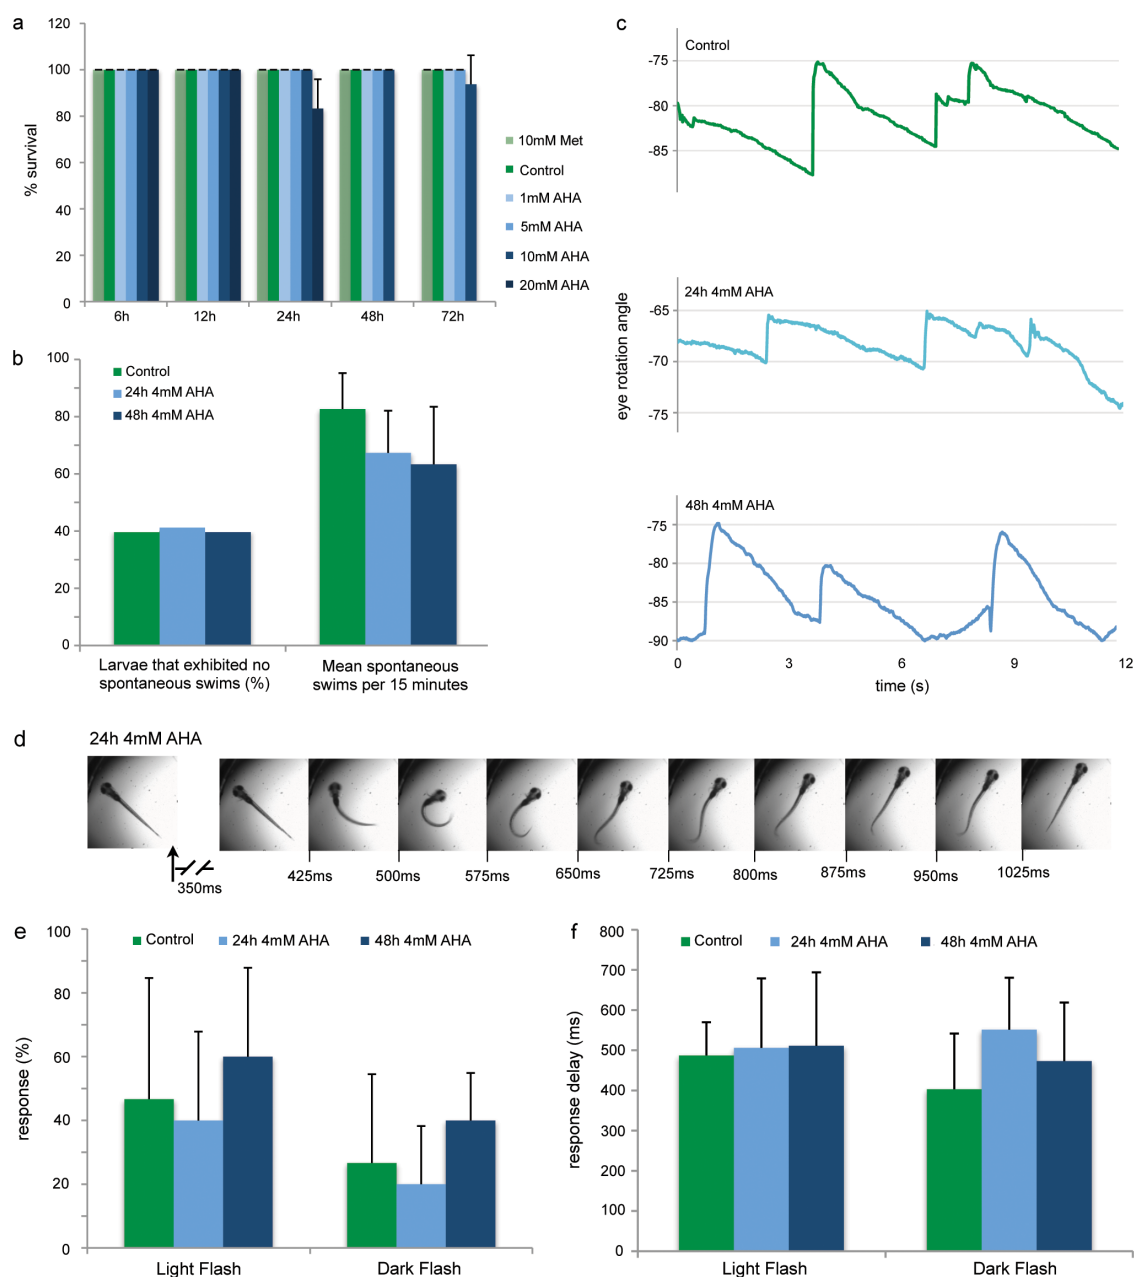 a
120
100
80
60
40
20
0
% survival
6h
12h
24h
48h
72h
10mM Met
Control
1mM AHA
5mM AHA
10mM AHA
20mM AHA
b
100
80
60
40
20
0
Control
24h 4mM AHA
48h 4mM AHA
Larvae that exhibited no
spontaneous swims (%)
Mean spontaneous
swims per 15 minutes
c
Control
-75
-80
-85
24h 4mM AHA
-65
-70
-75
eye rotation angle
48h 4mM AHA
-75
-80
-85
-90
0
3
6
9
12
time (s)
d
24h 4mM AHA
350ms
425ms
500ms
575ms
650ms
725ms
800ms
875ms
950ms
1025ms
e
100
80
60
40
20
0
response (%)
Control
24h 4mM AHA
48h 4mM AHA
Light Flash
Dark Flash
f
800
700
600
500
400
300
200
100
0
response delay (ms)
Control
24h 4mM AHA
48h 4mM AHA
Light Flash
Dark Flash